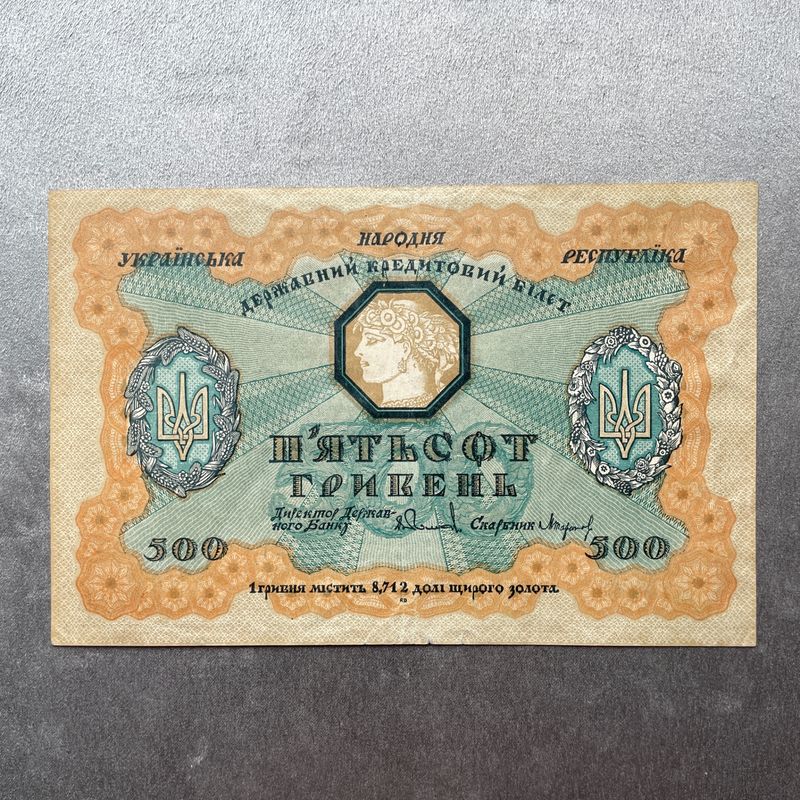 УКРАЇНСЬКА НАРОДНЯ РЕСПУБЛІКА
ДЕРЖАВНИЙ КРЕДИТОВИЙ БІЛЕТ
П'ЯТЬСОТ
ГРИВЕНЬ
Директор Держав-
ного Банку
Скарбник
500 500
1 гривня містить 8,712 долі щирого золота.